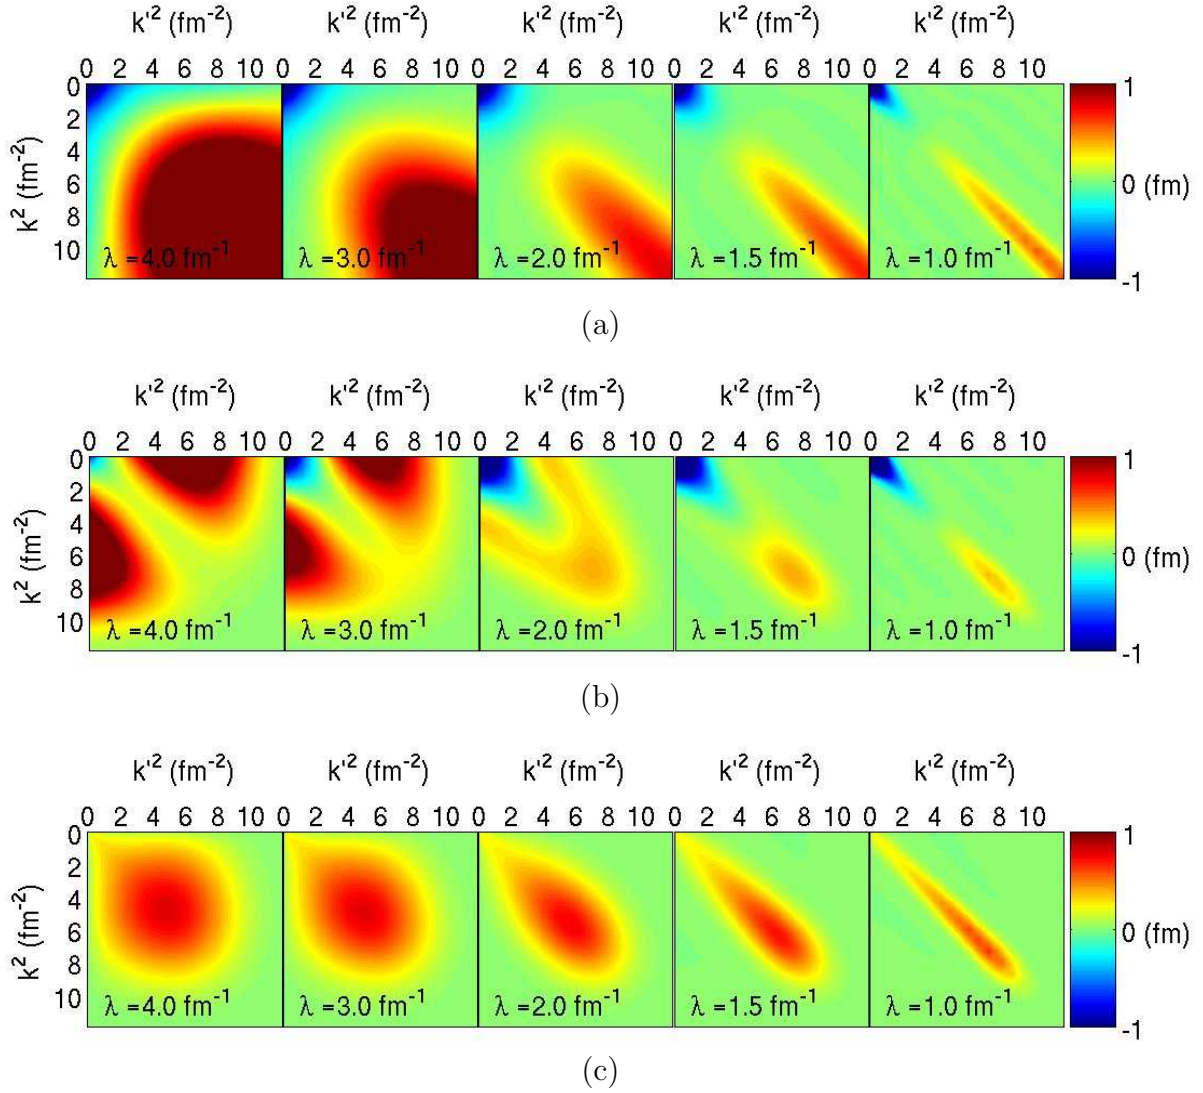 k'² (fm⁻²) k'² (fm⁻²) k'² (fm⁻²) k'² (fm⁻²) k'² (fm⁻²)
0 2 4 6 8 10 0 2 4 6 8 10 0 2 4 6 8 10 0 2 4 6 8 10 0 2 4 6 8 10
k² (fm⁻²)
0
2
4
6
8
10
λ =4.0 fm⁻¹ λ =3.0 fm⁻¹ λ =2.0 fm⁻¹ λ =1.5 fm⁻¹ λ =1.0 fm⁻¹
1
0 (fm)
-1
(a)
k'² (fm⁻²) k'² (fm⁻²) k'² (fm⁻²) k'² (fm⁻²) k'² (fm⁻²)
0 2 4 6 8 10 0 2 4 6 8 10 0 2 4 6 8 10 0 2 4 6 8 10 0 2 4 6 8 10
k² (fm⁻²)
0
2
4
6
8
10
λ =4.0 fm⁻¹ λ =3.0 fm⁻¹ λ =2.0 fm⁻¹ λ =1.5 fm⁻¹ λ =1.0 fm⁻¹
1
0 (fm)
-1
(b)
k'² (fm⁻²) k'² (fm⁻²) k'² (fm⁻²) k'² (fm⁻²) k'² (fm⁻²)
0 2 4 6 8 10 0 2 4 6 8 10 0 2 4 6 8 10 0 2 4 6 8 10 0 2 4 6 8 10
k² (fm⁻²)
0
2
4
6
8
10
λ =4.0 fm⁻¹ λ =3.0 fm⁻¹ λ =2.0 fm⁻¹ λ =1.5 fm⁻¹ λ =1.0 fm⁻¹
1
0 (fm)
-1
(c)